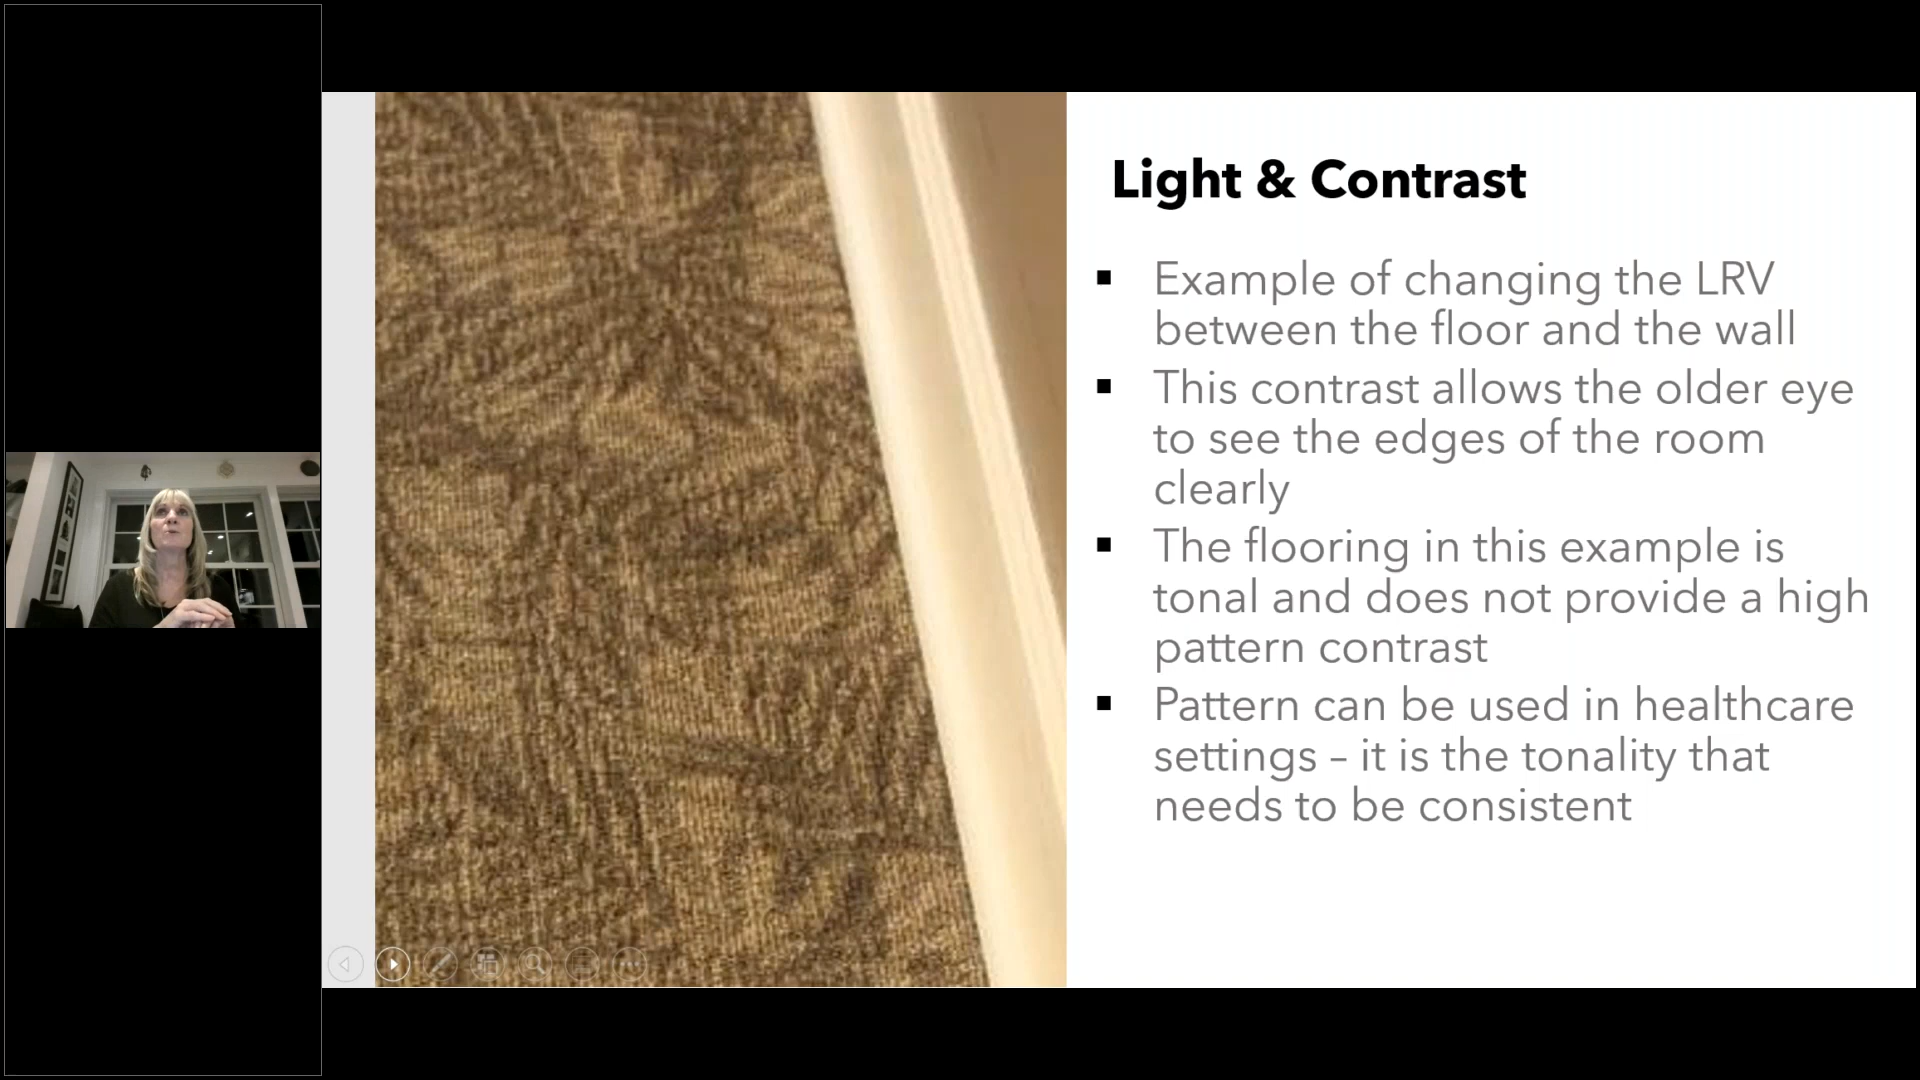 Light & Contrast
▪ Example of changing the LRV
between the floor and the wall
▪ This contrast allows the older eye
to see the edges of the room
clearly
▪ The flooring in this example is
tonal and does not provide a high
pattern contrast
▪ Pattern can be used in healthcare
settings – it is the tonality that
needs to be consistent